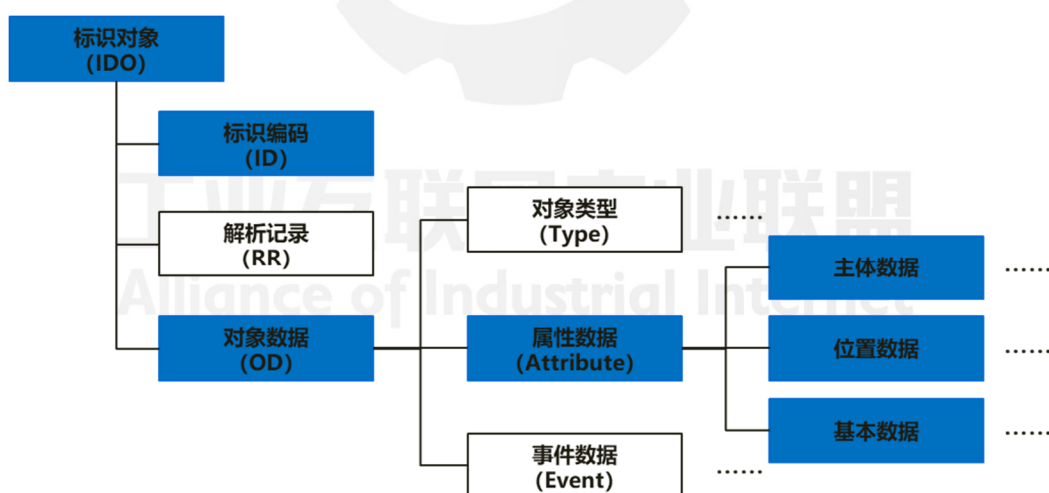 标识对象
(IDO)
标识编码
(ID)
解析记录
(RR)
对象数据
(OD)
对象类型
(Type)
……
属性数据
(Attribute)
事件数据
(Event)
……
主体数据
……
位置数据
……
基本数据
……
工业互联网产业联盟
Alliance of Industrial Internet